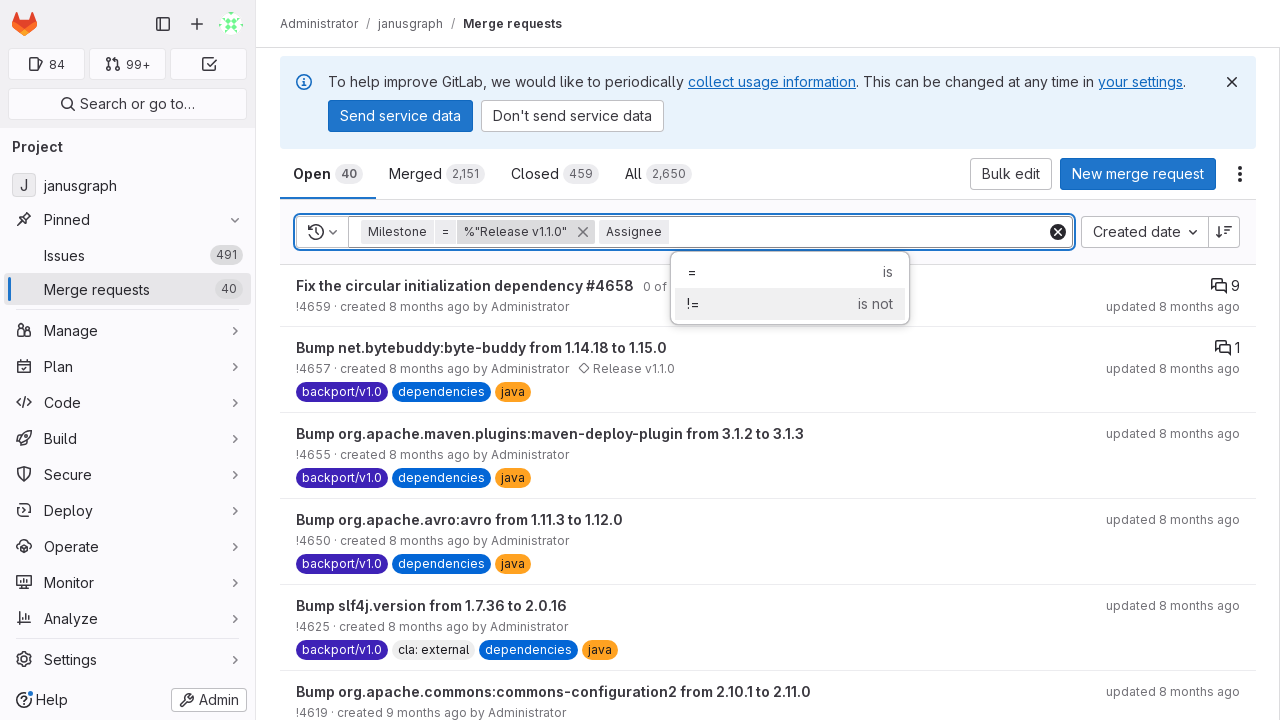 Administrator / janusgraph / Merge requests
84
99+
Search or go to…
Project
J janusgraph
Pinned
Issues 491
Merge requests 40
Manage
Plan
Code
Build
Secure
Deploy
Operate
Monitor
Analyze
Settings
Help
Admin
To help improve GitLab, we would like to periodically collect usage information. This can be changed at any time in your settings.
Send service data
Don't send service data
Open 40
Merged 2,151
Closed 459
All 2,650
Bulk edit
New merge request
Milestone = %"Release v1.1.0" Assignee
Created date
= is
!= is not
Fix the circular initialization dependency #4658 0 of
9
!4659 · created 8 months ago by Administrator
updated 8 months ago
Bump net.bytebuddy:byte-buddy from 1.14.18 to 1.15.0
1
!4657 · created 8 months ago by Administrator Release v1.1.0
updated 8 months ago
backport/v1.0 dependencies java
Bump org.apache.maven.plugins:maven-deploy-plugin from 3.1.2 to 3.1.3
updated 8 months ago
!4655 · created 8 months ago by Administrator
backport/v1.0 dependencies java
Bump org.apache.avro:avro from 1.11.3 to 1.12.0
updated 8 months ago
!4650 · created 8 months ago by Administrator
backport/v1.0 dependencies java
Bump slf4j.version from 1.7.36 to 2.0.16
updated 8 months ago
!4625 · created 8 months ago by Administrator
backport/v1.0 cla: external dependencies java
Bump org.apache.commons:commons-configuration2 from 2.10.1 to 2.11.0
updated 8 months ago
!4619 · created 9 months ago by Administrator